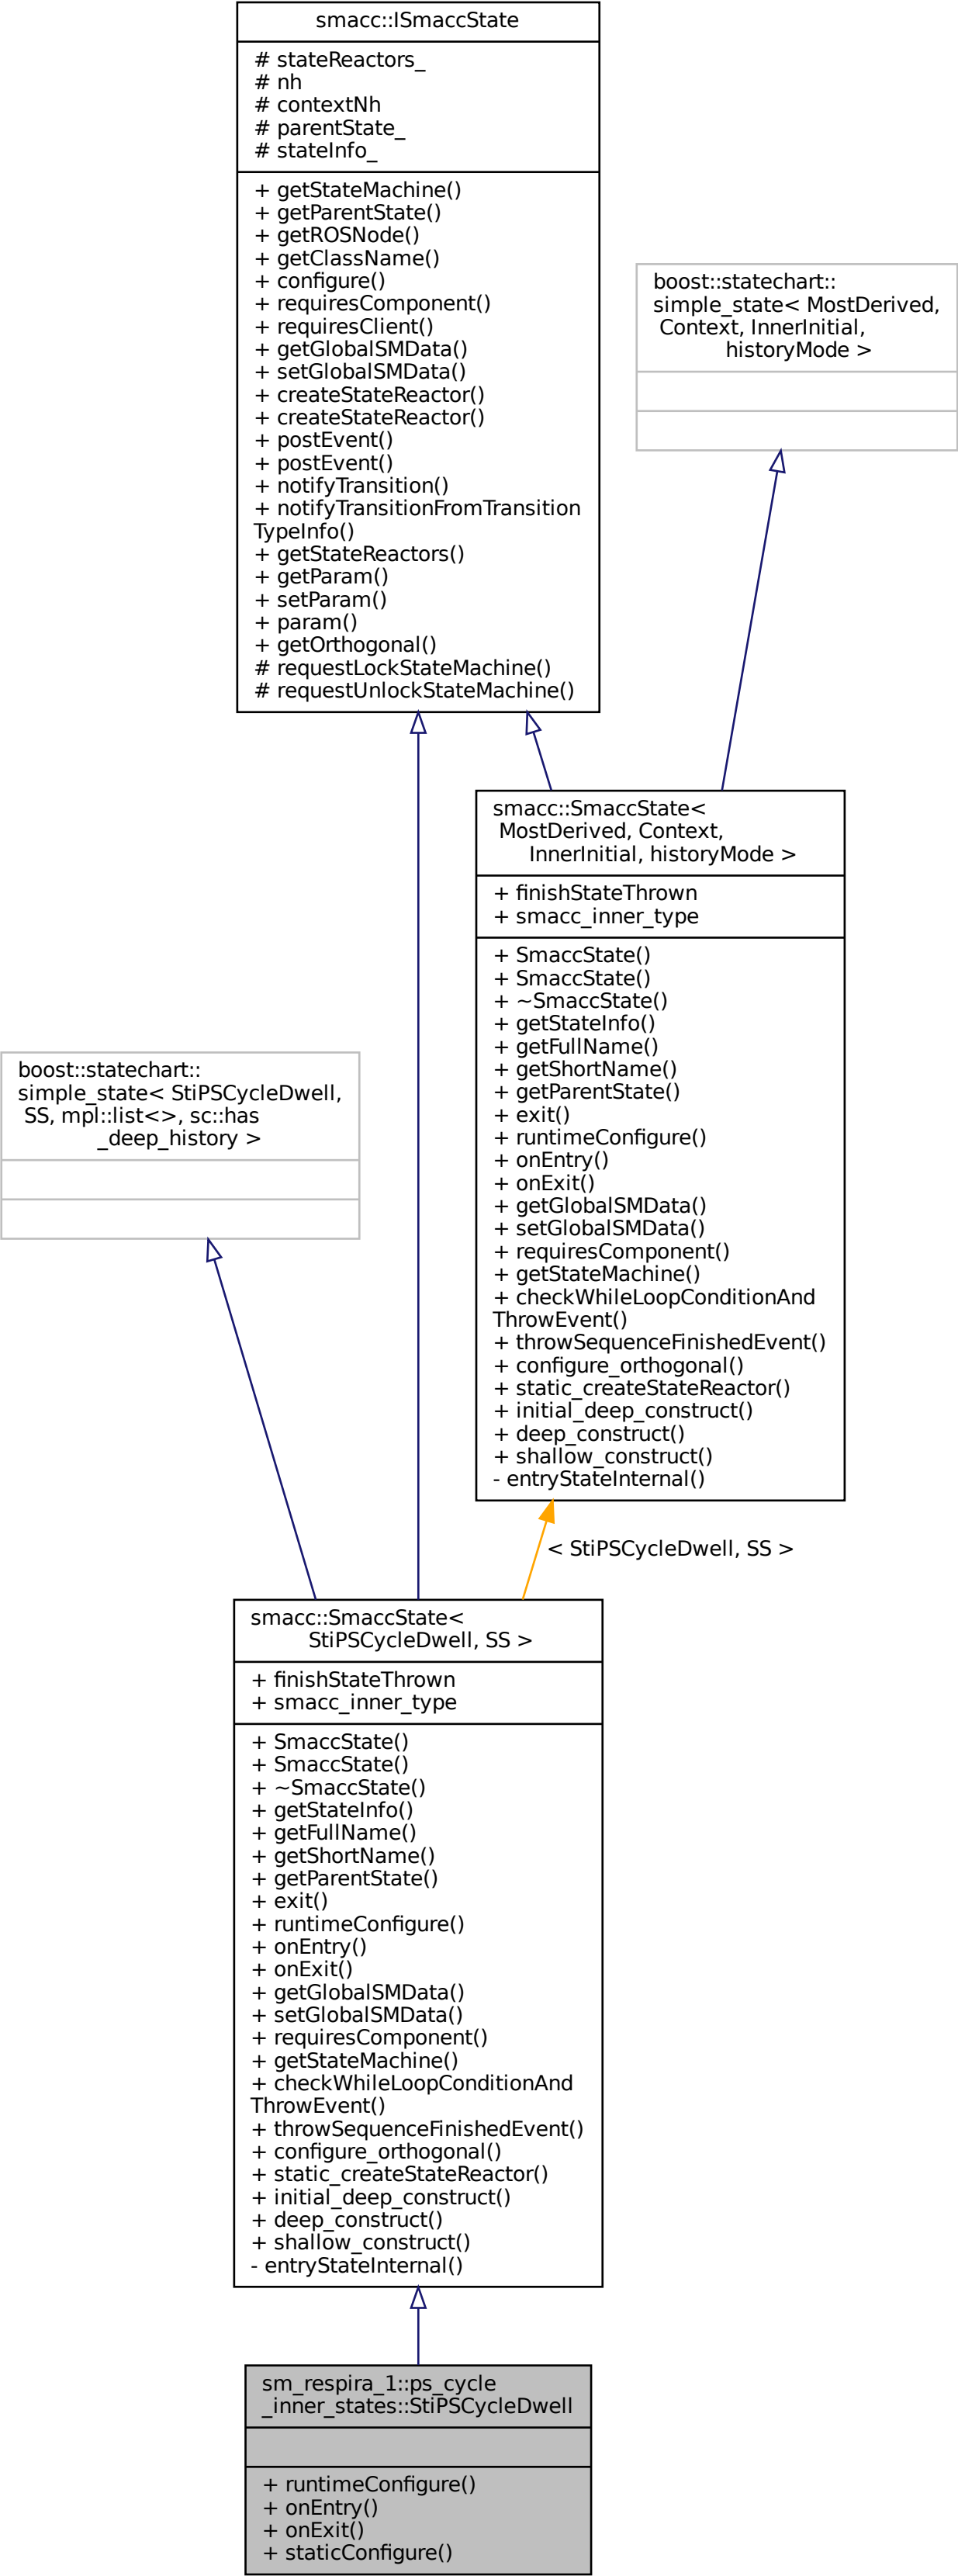 smacc::ISmaccState
# stateReactors_
# nh
# contextNh
# parentState_
# stateInfo_
+ getStateMachine()
+ getParentState()
+ getROSNode()
+ getClassName()
+ configure()
+ requiresComponent()
+ requiresClient()
+ getGlobalSMData()
+ setGlobalSMData()
+ createStateReactor()
+ createStateReactor()
+ postEvent()
+ postEvent()
+ notifyTransition()
+ notifyTransitionFromTransition
TypeInfo()
+ getStateReactors()
+ getParam()
+ setParam()
+ param()
+ getOrthogonal()
# requestLockStateMachine()
# requestUnlockStateMachine()
boost::statechart::
simple_state< MostDerived,
Context, InnerInitial,
historyMode >
smacc::SmaccState<
MostDerived, Context,
InnerInitial, historyMode >
+ finishStateThrown
+ smacc_inner_type
+ SmaccState()
+ SmaccState()
+ ~SmaccState()
+ getStateInfo()
+ getFullName()
+ getShortName()
+ getParentState()
+ exit()
+ runtimeConfigure()
+ onEntry()
+ onExit()
+ getGlobalSMData()
+ setGlobalSMData()
+ requiresComponent()
+ getStateMachine()
+ checkWhileLoopConditionAnd
ThrowEvent()
+ throwSequenceFinishedEvent()
+ configure_orthogonal()
+ static_createStateReactor()
+ initial_deep_construct()
+ deep_construct()
+ shallow_construct()
- entryStateInternal()
boost::statechart::
simple_state< StiPSCycleDwell,
SS, mpl::list<>, sc::has
_deep_history >
< StiPSCycleDwell, SS >
smacc::SmaccState<
StiPSCycleDwell, SS >
+ finishStateThrown
+ smacc_inner_type
+ SmaccState()
+ SmaccState()
+ ~SmaccState()
+ getStateInfo()
+ getFullName()
+ getShortName()
+ getParentState()
+ exit()
+ runtimeConfigure()
+ onEntry()
+ onExit()
+ getGlobalSMData()
+ setGlobalSMData()
+ requiresComponent()
+ getStateMachine()
+ checkWhileLoopConditionAnd
ThrowEvent()
+ throwSequenceFinishedEvent()
+ configure_orthogonal()
+ static_createStateReactor()
+ initial_deep_construct()
+ deep_construct()
+ shallow_construct()
- entryStateInternal()
sm_respira_1::ps_cycle
_inner_states::StiPSCycleDwell
+ runtimeConfigure()
+ onEntry()
+ onExit()
+ staticConfigure()